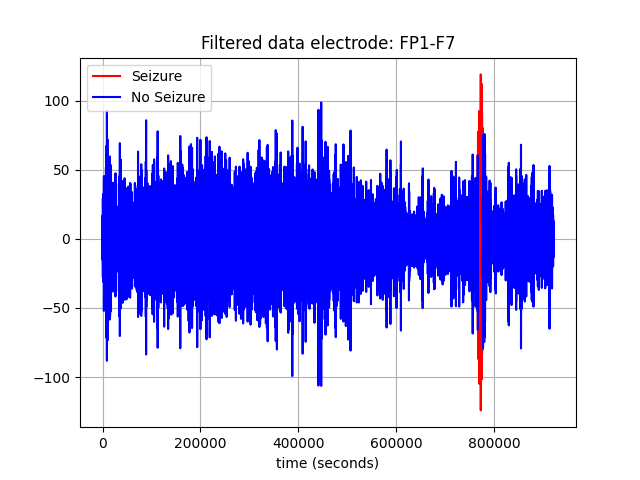 Filtered data electrode: FP1-F7
Seizure
No Seizure
100
50
0
−50
−100
0 200000 400000 600000 800000
time (seconds)